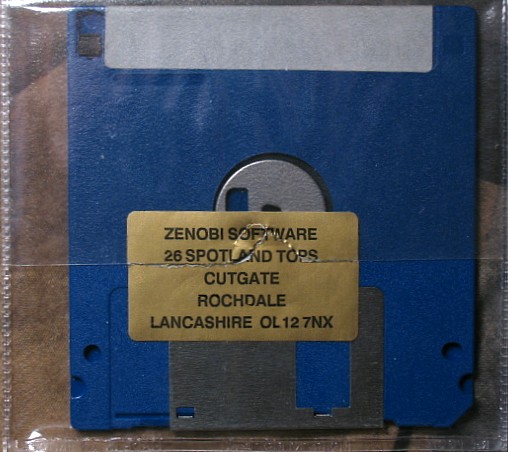 ZENOBI SOFTWARE
26 SPOTLAND TOPS
CUTGATE
ROCHDALE
LANCASHIRE OL12 7NX